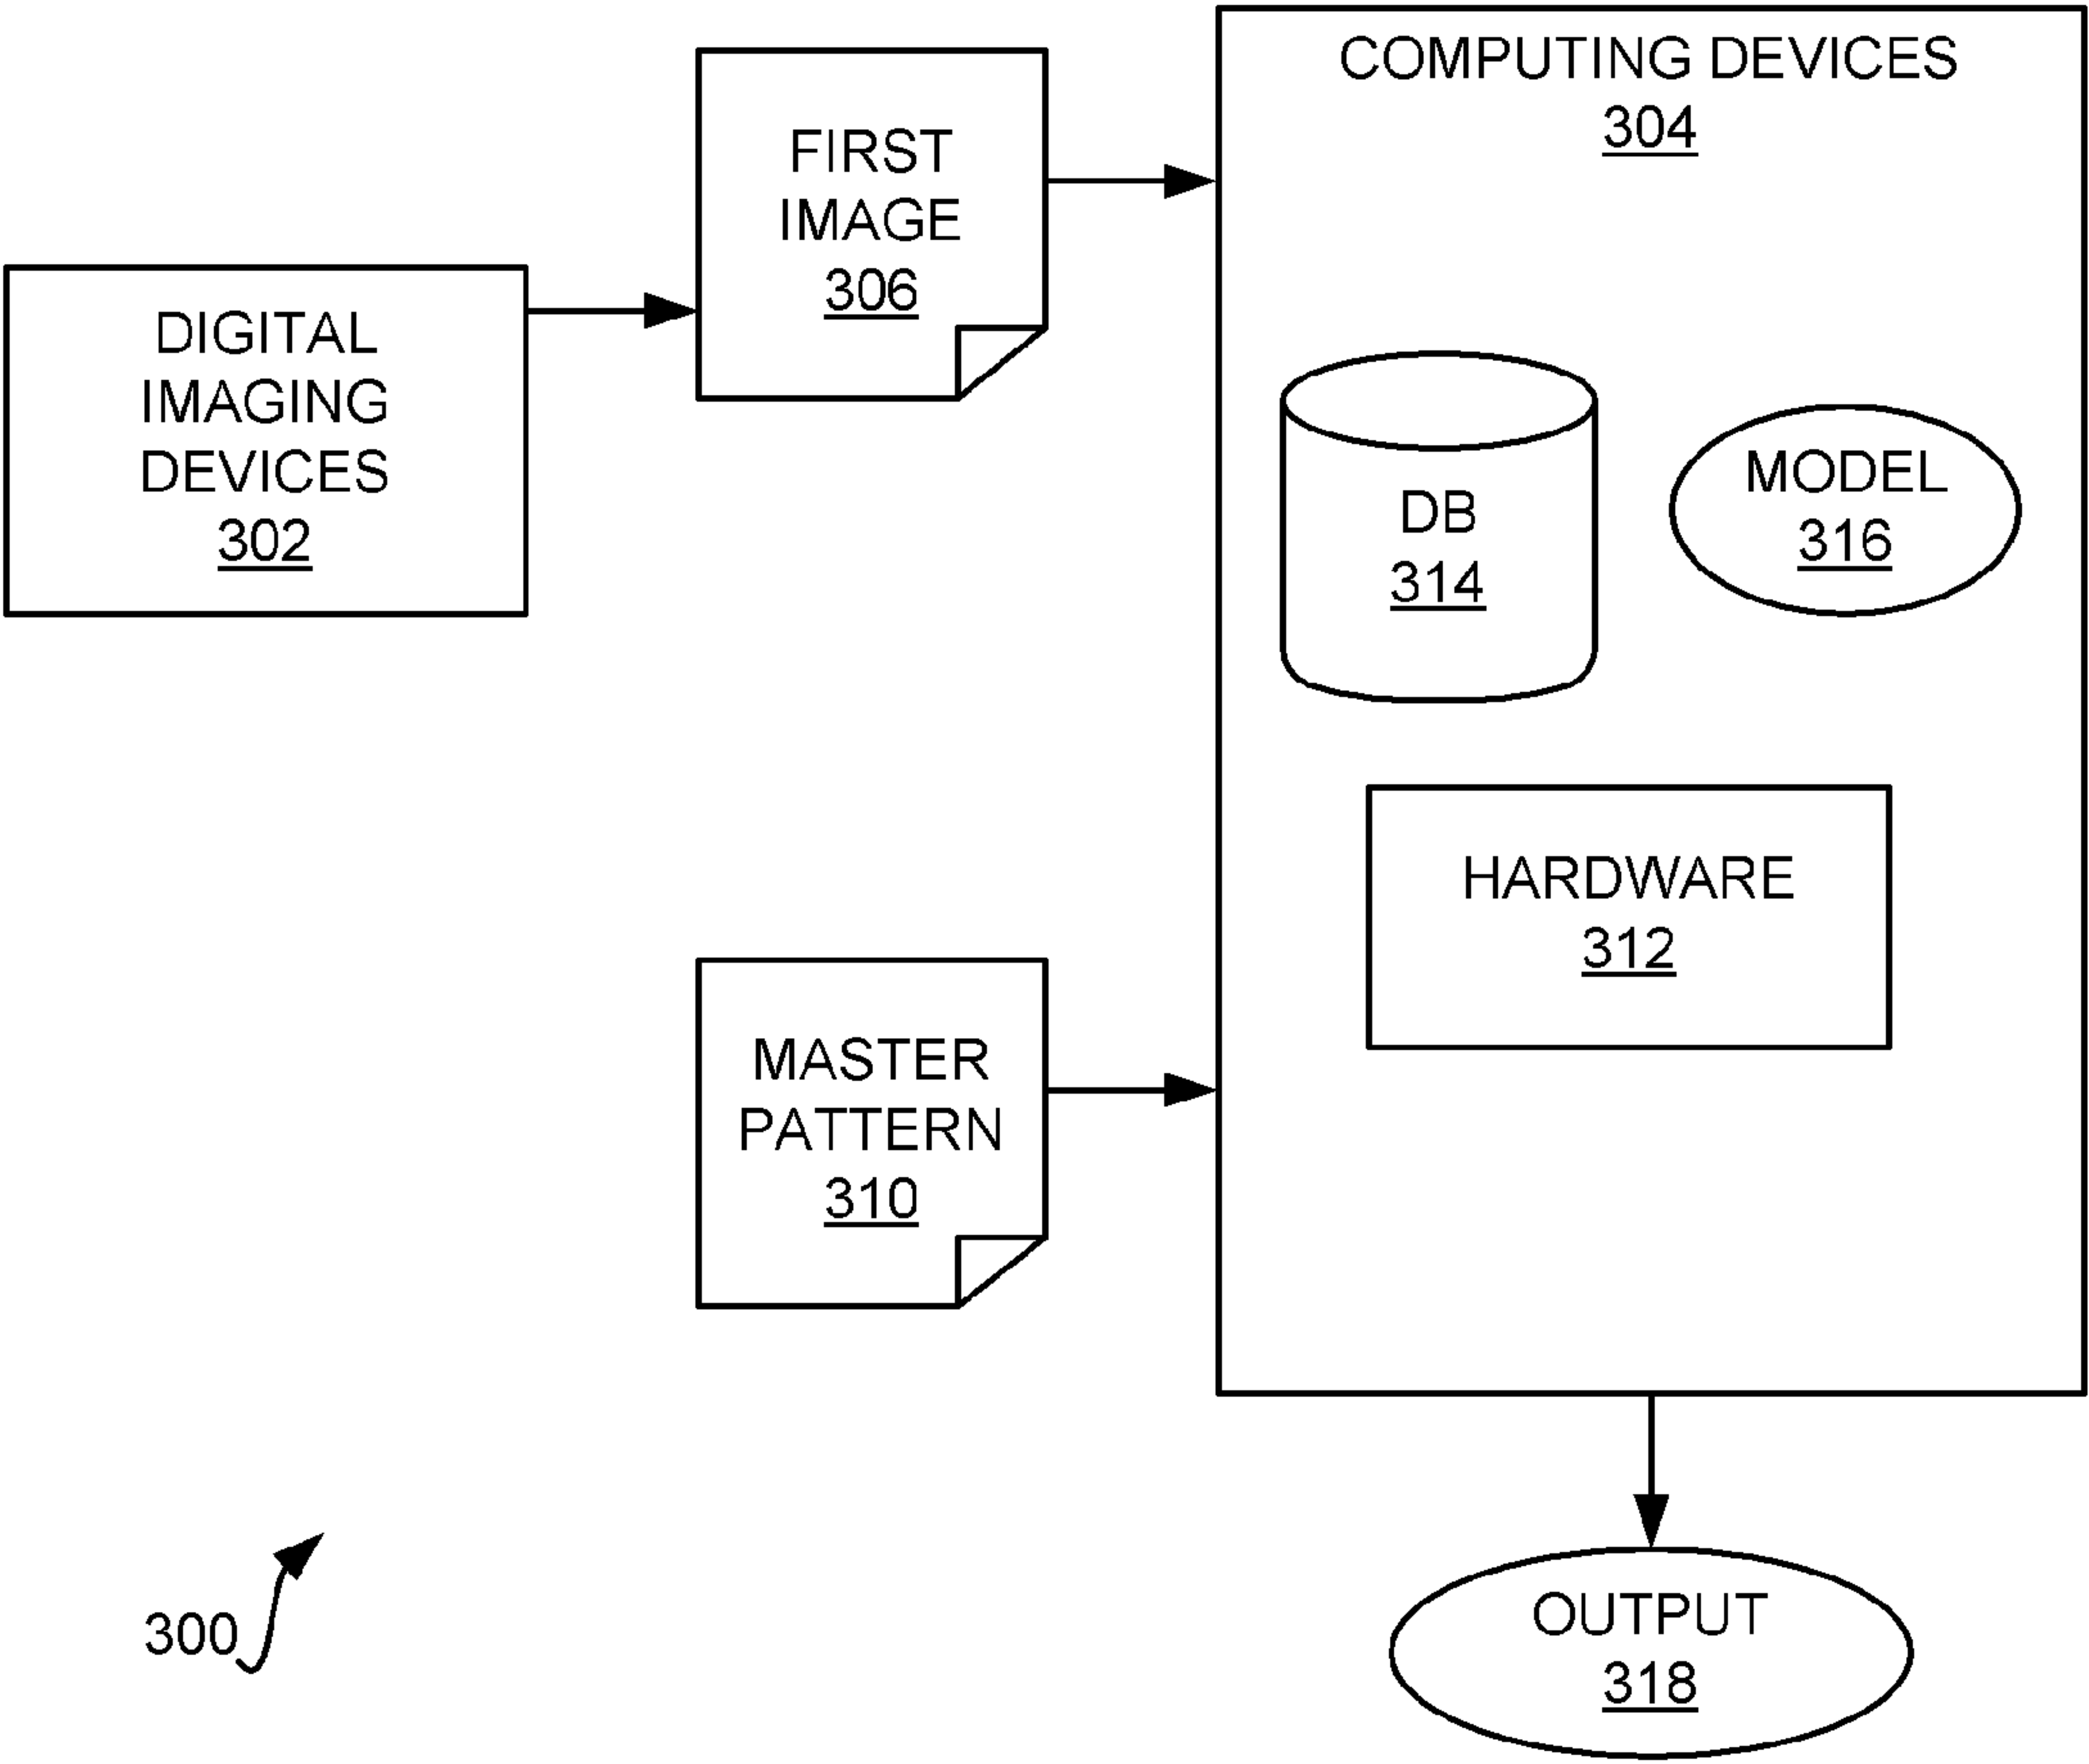 COMPUTING DEVICES
304
FIRST
IMAGE
306
DIGITAL
IMAGING
DEVICES
302
DB
314
MODEL
316
HARDWARE
312
MASTER
PATTERN
310
300
OUTPUT
318